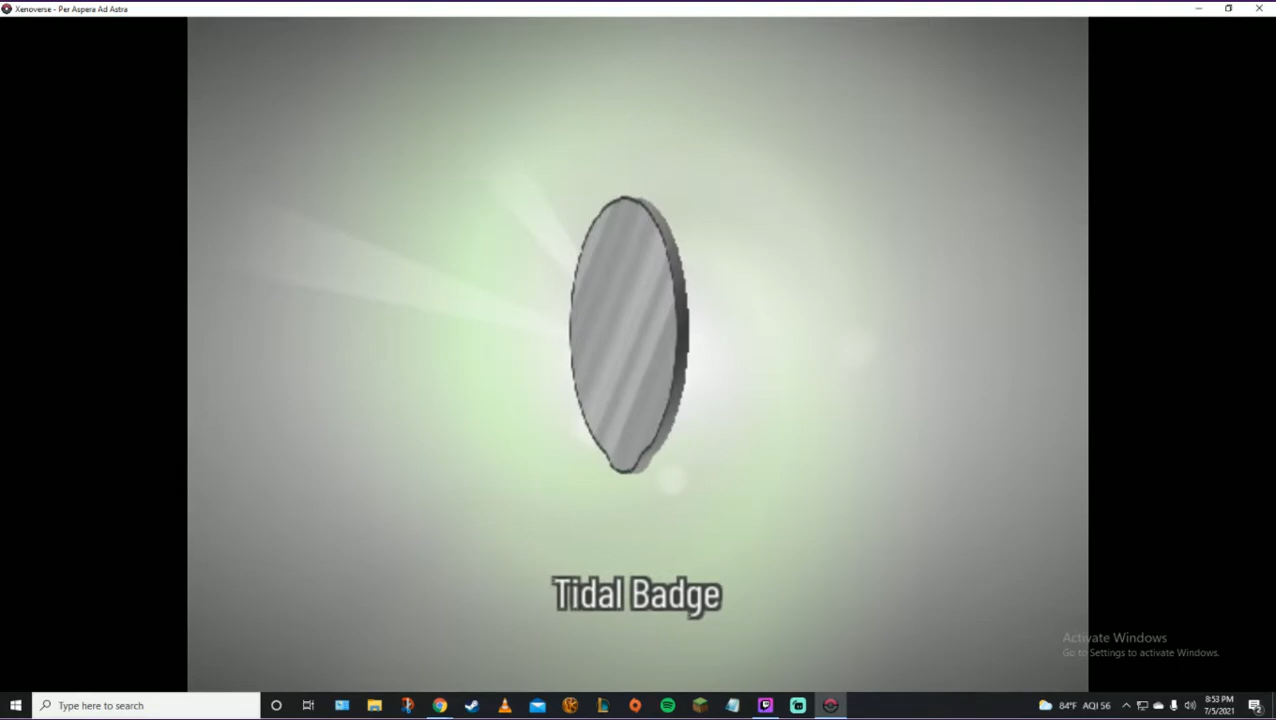 Xenoverse - Per Aspera Ad Astra
Tidal Badge
Activate Windows
Go to Settings to activate Windows.
Type here to search
84°F AQI 56
8:53 PM
7/5/2021
2